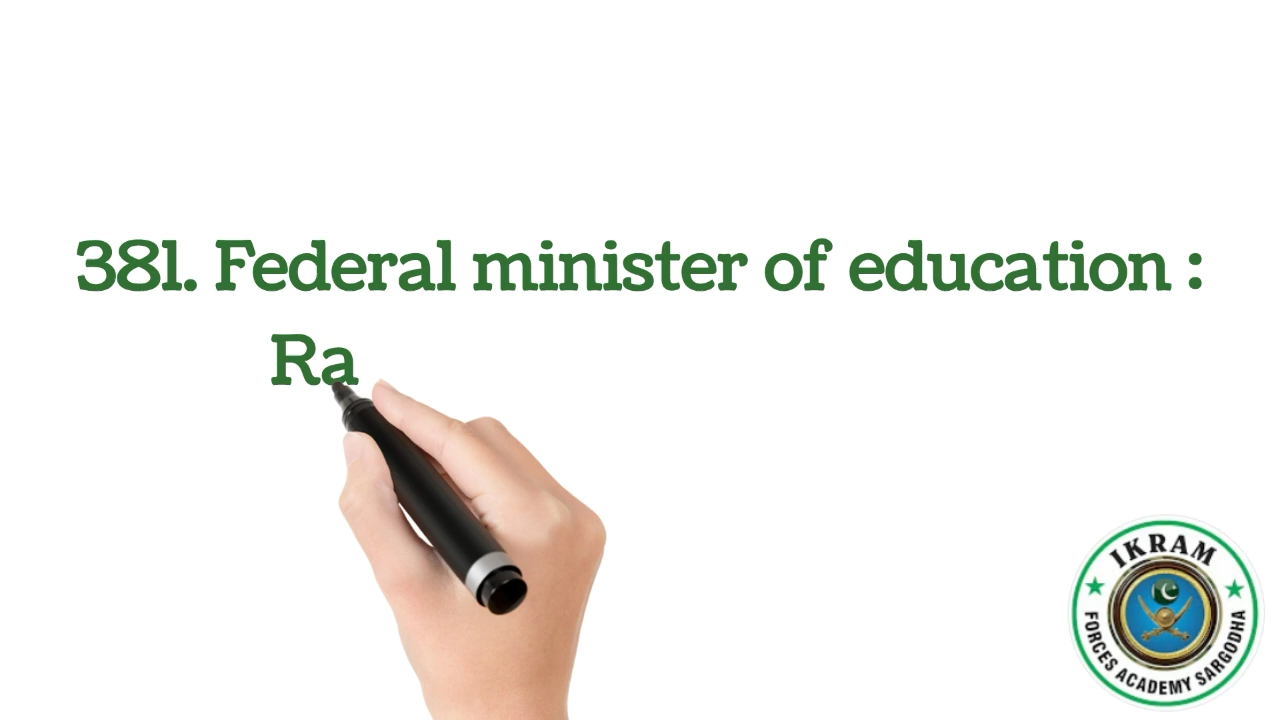 381. Federal minister of education :
Ra
IKRAM
FORCES ACADEMY SARGODHA